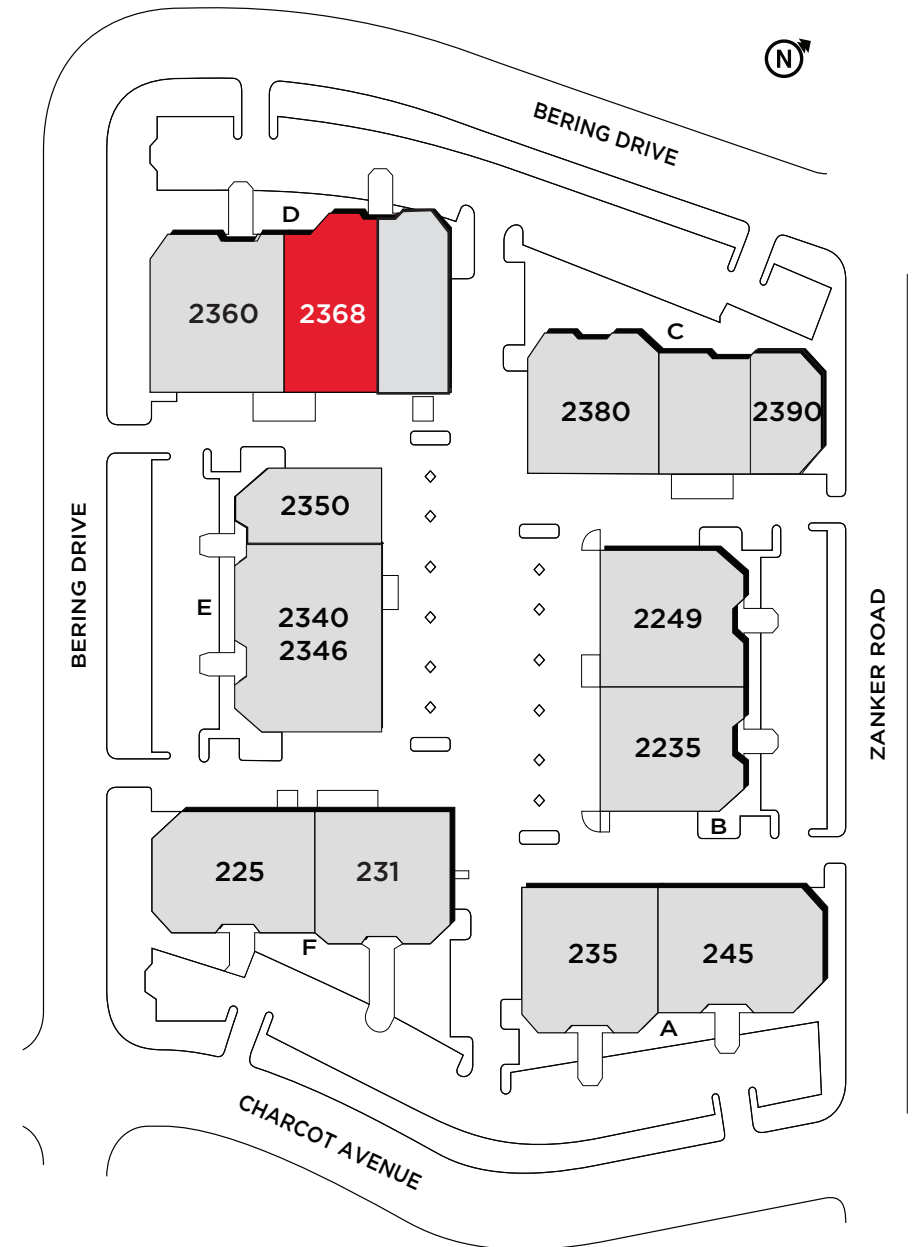 N
BERING DRIVE
D
2360
2368
C
2380
2390
2350
BERING DRIVE
E
2340
2346
2249
2235
B
ZANKER ROAD
225
231
F
235
245
A
CHARCOT AVENUE